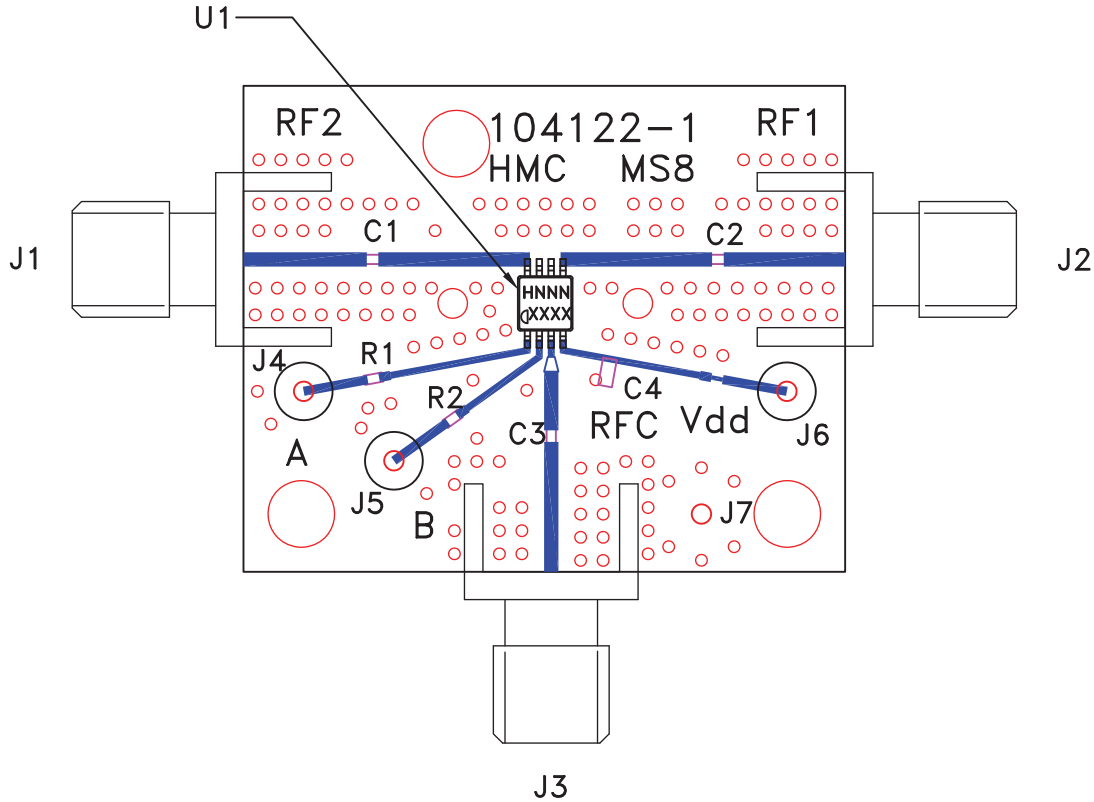 U1
RF2
104122-1
RF1
HMC MS8
C1
C2
J1
J2
HNNN
XXXX
J4
R1
R2
C4
C3
RFC
Vdd
J6
A
J5
B
J7
J3